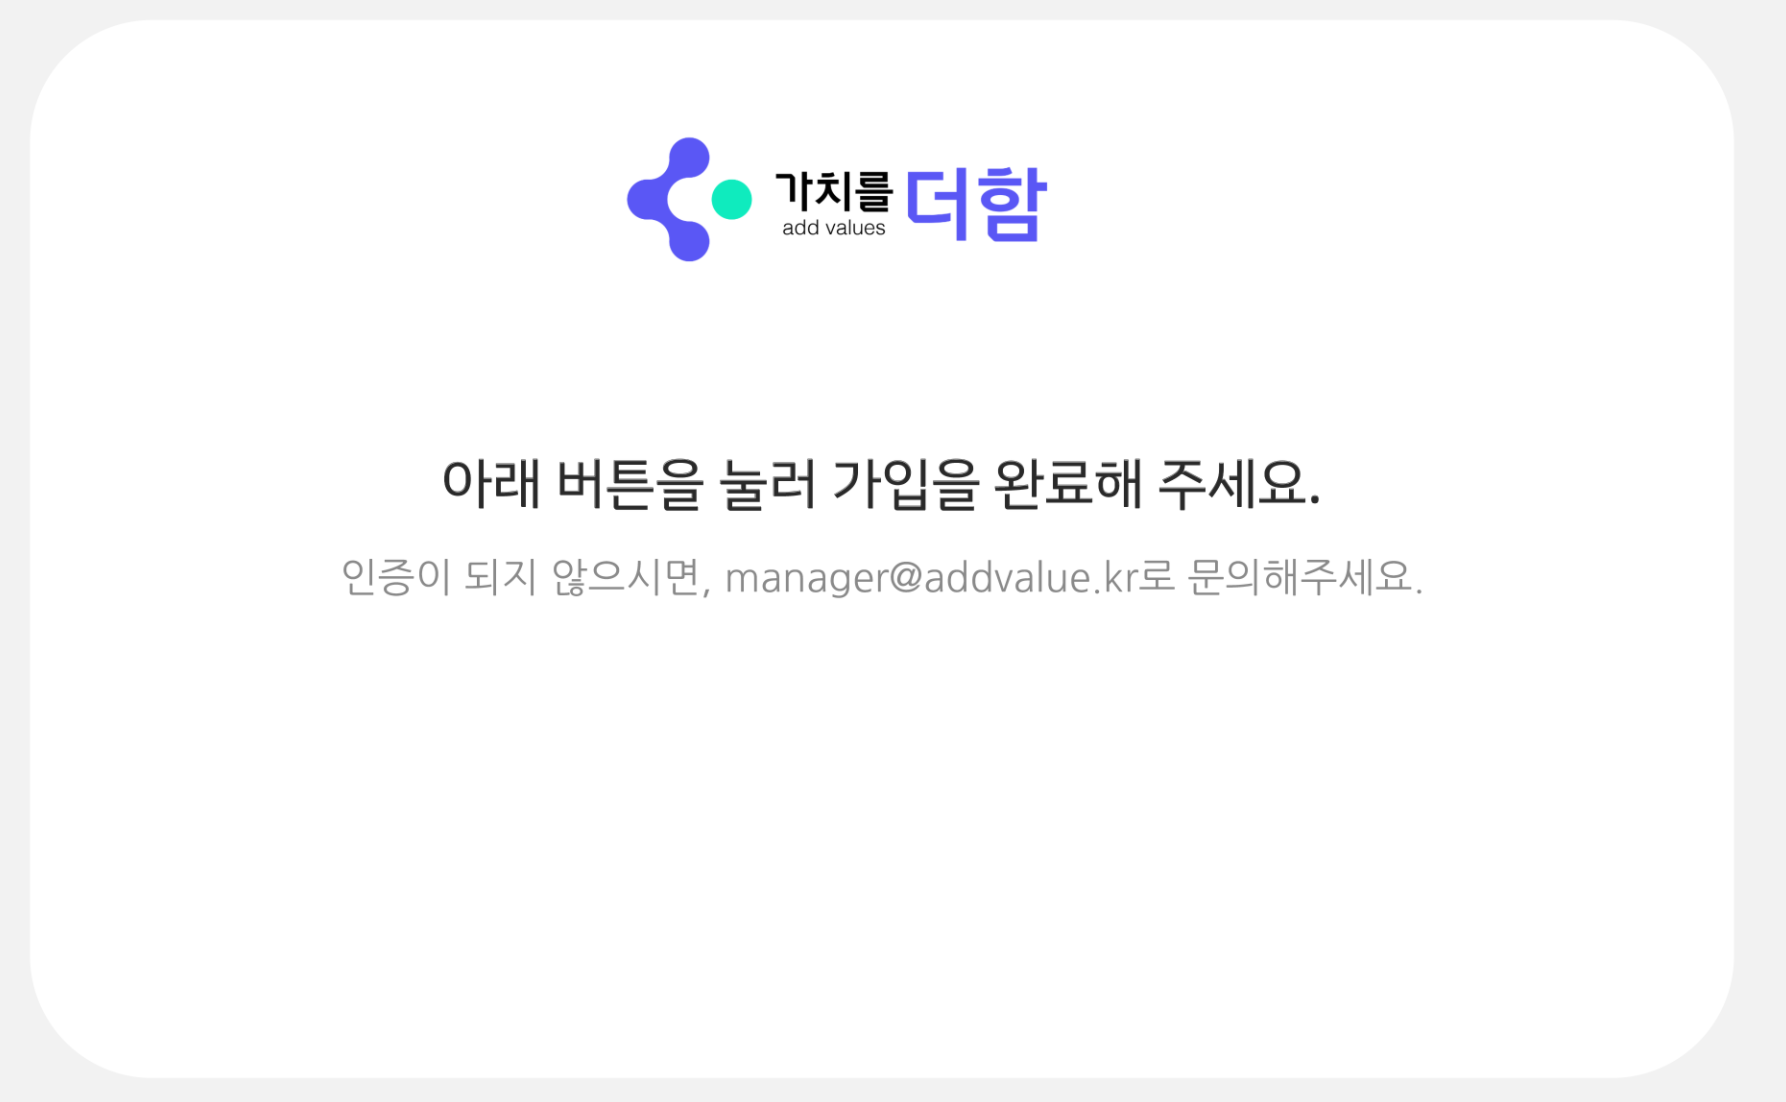 가치를 더함
add values
아래 버튼을 눌러 가입을 완료해 주세요.
인증이 되지 않으시면, manager@addvalue.kr로 문의해주세요.